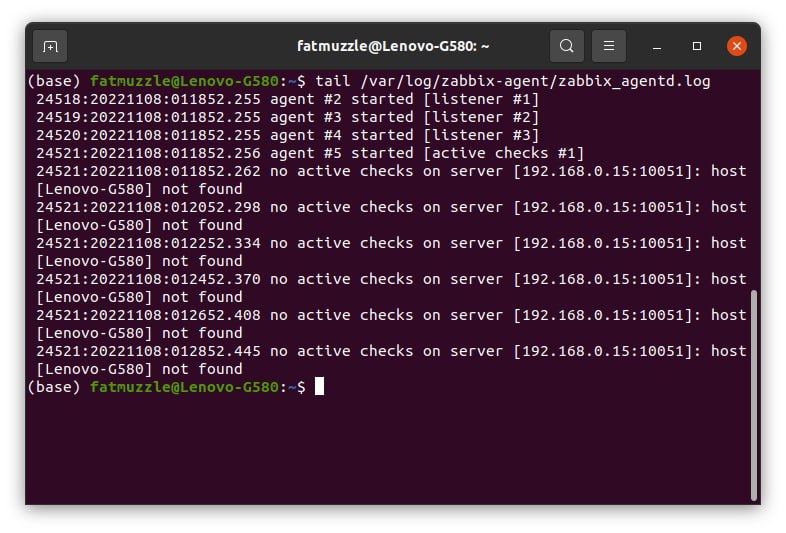 fatmuzzle@Lenovo-G580: ~
(base) fatmuzzle@Lenovo-G580:~$ tail /var/log/zabbix-agent/zabbix_agentd.log
24518:20221108:011852.255 agent #2 started [listener #1]
24519:20221108:011852.255 agent #3 started [listener #2]
24520:20221108:011852.255 agent #4 started [listener #3]
24521:20221108:011852.256 agent #5 started [active checks #1]
24521:20221108:011852.262 no active checks on server [192.168.0.15:10051]: host
[Lenovo-G580] not found
24521:20221108:012052.298 no active checks on server [192.168.0.15:10051]: host
[Lenovo-G580] not found
24521:20221108:012252.334 no active checks on server [192.168.0.15:10051]: host
[Lenovo-G580] not found
24521:20221108:012452.370 no active checks on server [192.168.0.15:10051]: host
[Lenovo-G580] not found
24521:20221108:012652.408 no active checks on server [192.168.0.15:10051]: host
[Lenovo-G580] not found
24521:20221108:012852.445 no active checks on server [192.168.0.15:10051]: host
[Lenovo-G580] not found
(base) fatmuzzle@Lenovo-G580:~$